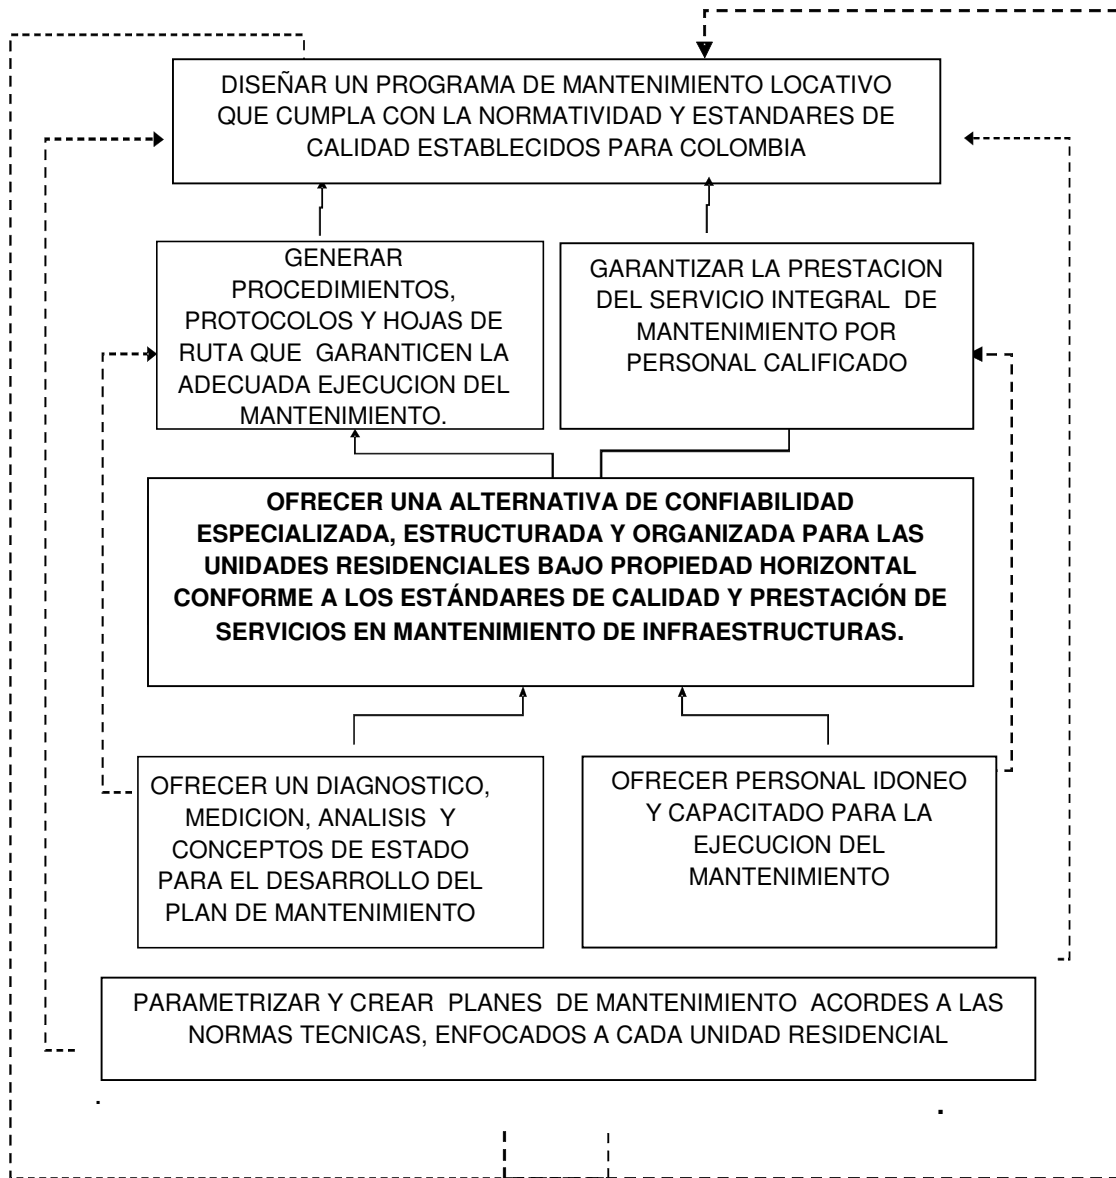 DISEÑAR UN PROGRAMA DE MANTENIMIENTO LOCATIVO
QUE CUMPLA CON LA NORMATIVIDAD Y ESTANDARES DE
CALIDAD ESTABLECIDOS PARA COLOMBIA
GENERAR
PROCEDIMIENTOS,
PROTOCOLOS Y HOJAS DE
RUTA QUE GARANTICEN LA
ADECUADA EJECUCION DEL
MANTENIMIENTO.
GARANTIZAR LA PRESTACION
DEL SERVICIO INTEGRAL DE
MANTENIMIENTO POR
PERSONAL CALIFICADO
OFRECER UNA ALTERNATIVA DE CONFIABILIDAD
ESPECIALIZADA, ESTRUCTURADA Y ORGANIZADA PARA LAS
UNIDADES RESIDENCIALES BAJO PROPIEDAD HORIZONTAL
CONFORME A LOS ESTÁNDARES DE CALIDAD Y PRESTACIÓN DE
SERVICIOS EN MANTENIMIENTO DE INFRAESTRUCTURAS.
OFRECER UN DIAGNOSTICO,
MEDICION, ANALISIS Y
CONCEPTOS DE ESTADO
PARA EL DESARROLLO DEL
PLAN DE MANTENIMIENTO
OFRECER PERSONAL IDONEO
Y CAPACITADO PARA LA
EJECUCION DEL
MANTENIMIENTO
PARAMETRIZAR Y CREAR PLANES DE MANTENIMIENTO ACORDES A LAS
NORMAS TECNICAS, ENFOCADOS A CADA UNIDAD RESIDENCIAL